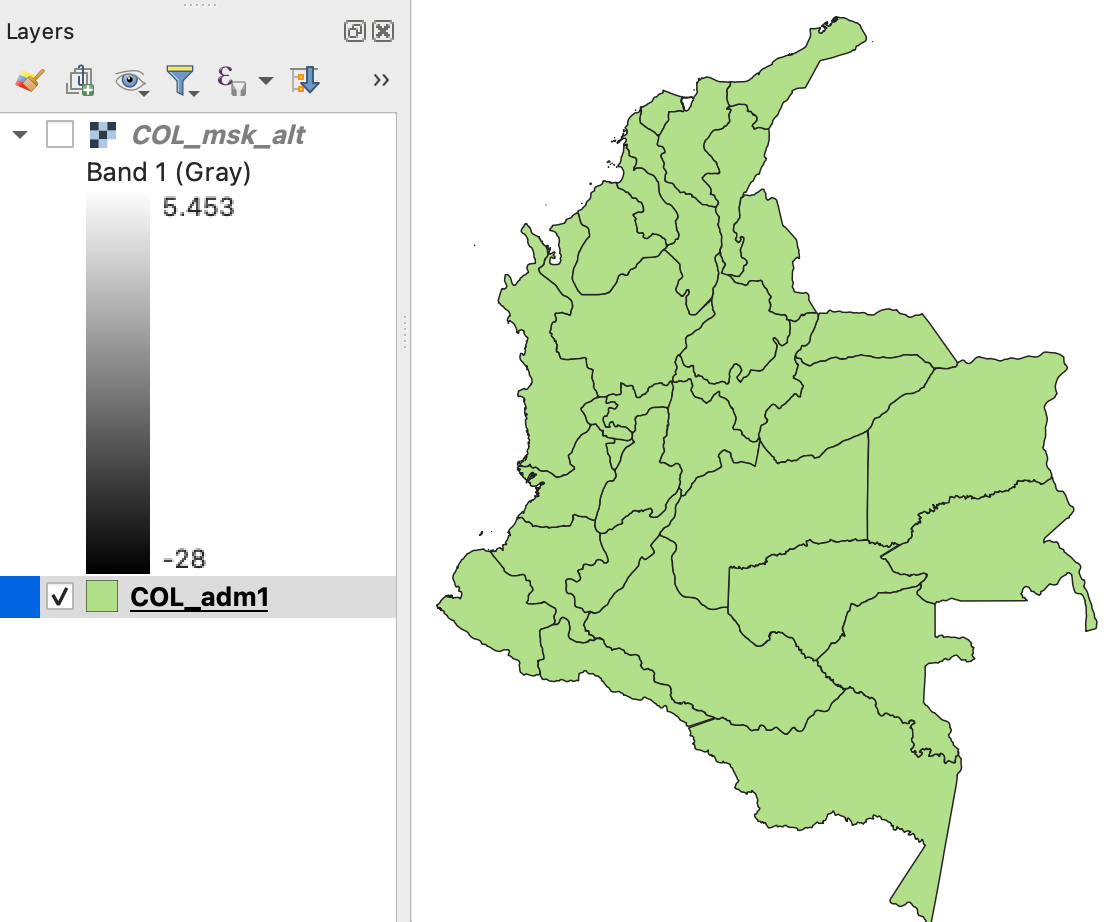 Layers
COL_msk_alt
Band 1 (Gray)
5.453
-28
COL_adm1